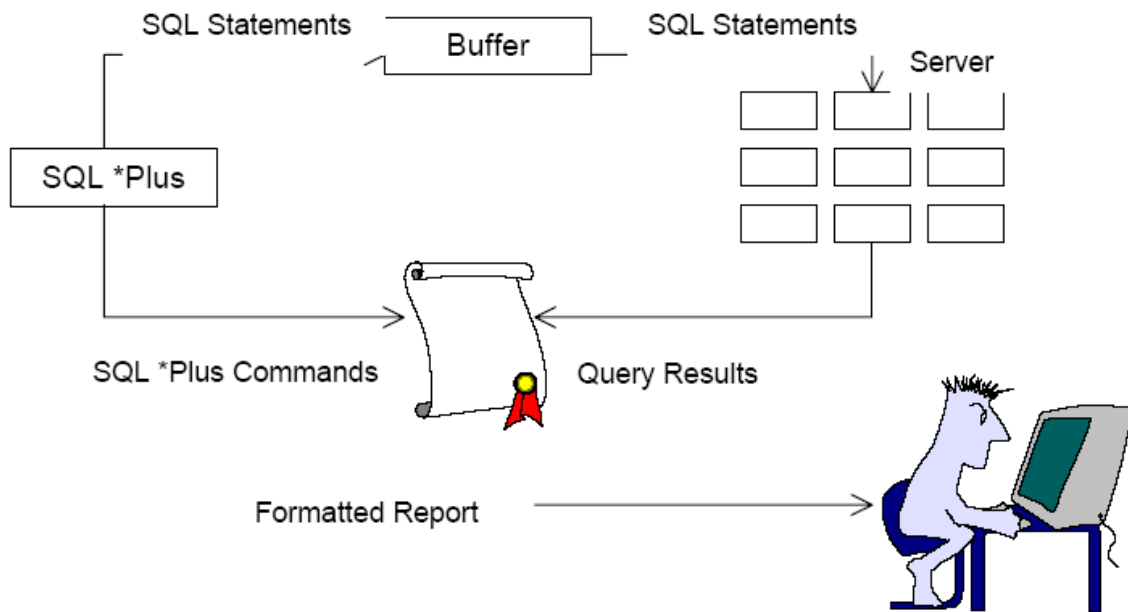 SQL Statements
Buffer
SQL Statements
Server
SQL *Plus
SQL *Plus Commands
Query Results
Formatted Report